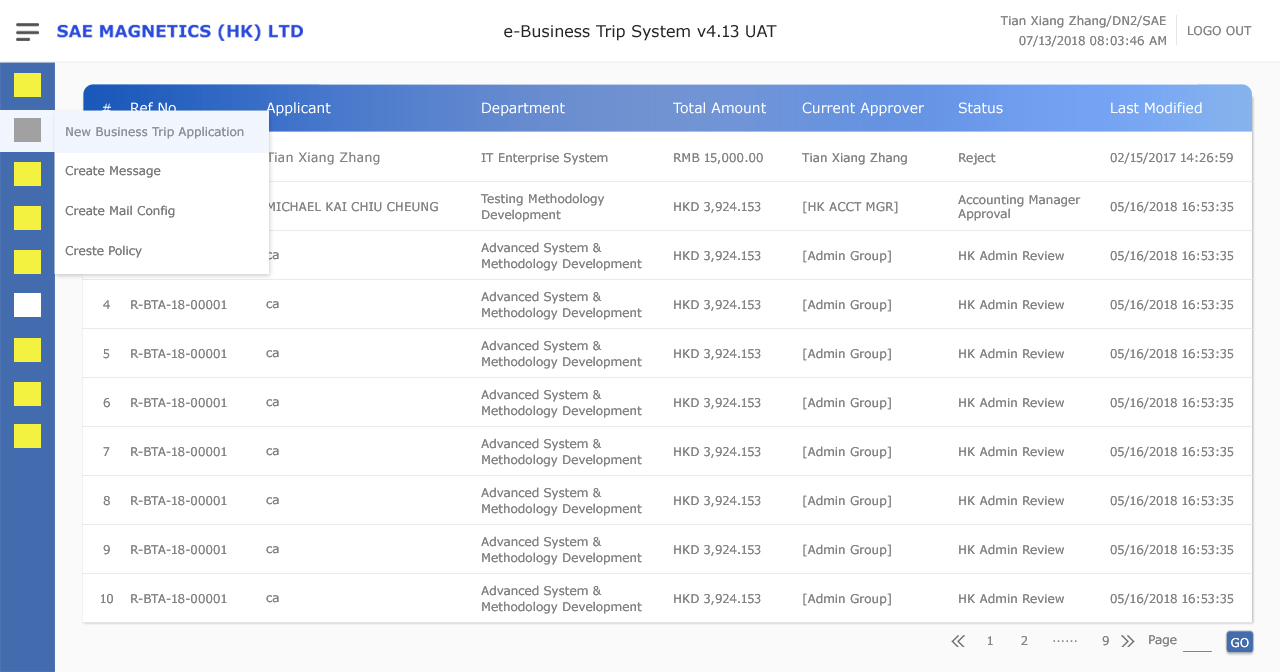 SAE MAGNETICS (HK) LTD
e-Business Trip System v4.13 UAT
Tian Xiang Zhang/DN2/SAE
07/13/2018 08:03:46 AM
LOGO OUT
# Ref No Applicant Department Total Amount Current Approver Status Last Modified
New Business Trip Application
Create Message
Create Mail Config
Creste Policy
Tian Xiang Zhang IT Enterprise System RMB 15,000.00 Tian Xiang Zhang Reject 02/15/2017 14:26:59
MICHAEL KAI CHIU CHEUNG Testing Methodology HKD 3,924.153 [HK ACCT MGR] Accounting Manager 05/16/2018 16:53:35
Development Approval
ca Advanced System & HKD 3,924.153 [Admin Group] HK Admin Review 05/16/2018 16:53:35
Methodology Development
4 R-BTA-18-00001 ca Advanced System & HKD 3,924.153 [Admin Group] HK Admin Review 05/16/2018 16:53:35
Methodology Development
5 R-BTA-18-00001 ca Advanced System & HKD 3,924.153 [Admin Group] HK Admin Review 05/16/2018 16:53:35
Methodology Development
6 R-BTA-18-00001 ca Advanced System & HKD 3,924.153 [Admin Group] HK Admin Review 05/16/2018 16:53:35
Methodology Development
7 R-BTA-18-00001 ca Advanced System & HKD 3,924.153 [Admin Group] HK Admin Review 05/16/2018 16:53:35
Methodology Development
8 R-BTA-18-00001 ca Advanced System & HKD 3,924.153 [Admin Group] HK Admin Review 05/16/2018 16:53:35
Methodology Development
9 R-BTA-18-00001 ca Advanced System & HKD 3,924.153 [Admin Group] HK Admin Review 05/16/2018 16:53:35
Methodology Development
10 R-BTA-18-00001 ca Advanced System & HKD 3,924.153 [Admin Group] HK Admin Review 05/16/2018 16:53:35
Methodology Development
1 2 ······ 9 Page GO